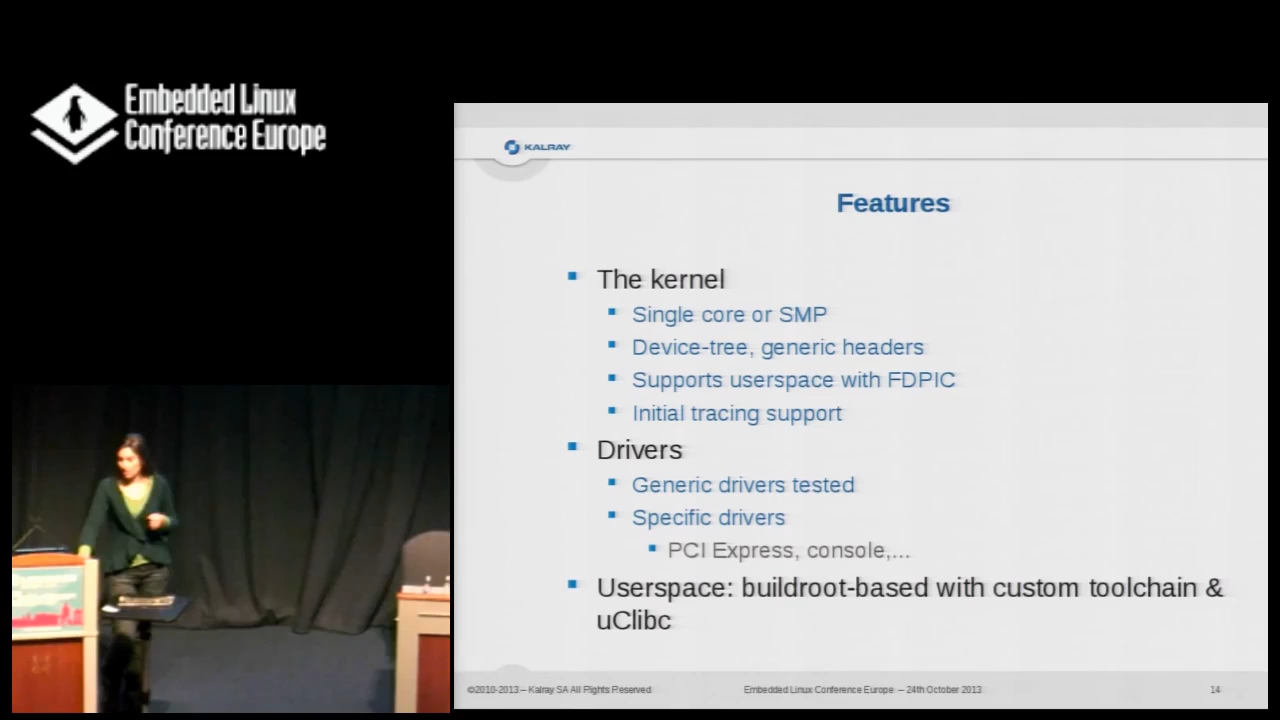 Embedded Linux
Conference Europe
KALRAY
Features
The kernel
Single core or SMP
Device-tree, generic headers
Supports userspace with FDPIC
Initial tracing support
Drivers
Generic drivers tested
Specific drivers
PCI Express, console,...
Userspace: buildroot-based with custom toolchain &
uClibc
©2010-2013 – Kalray SA All Rights Reserved
Embedded Linux Conference Europe – 24th October 2013
14